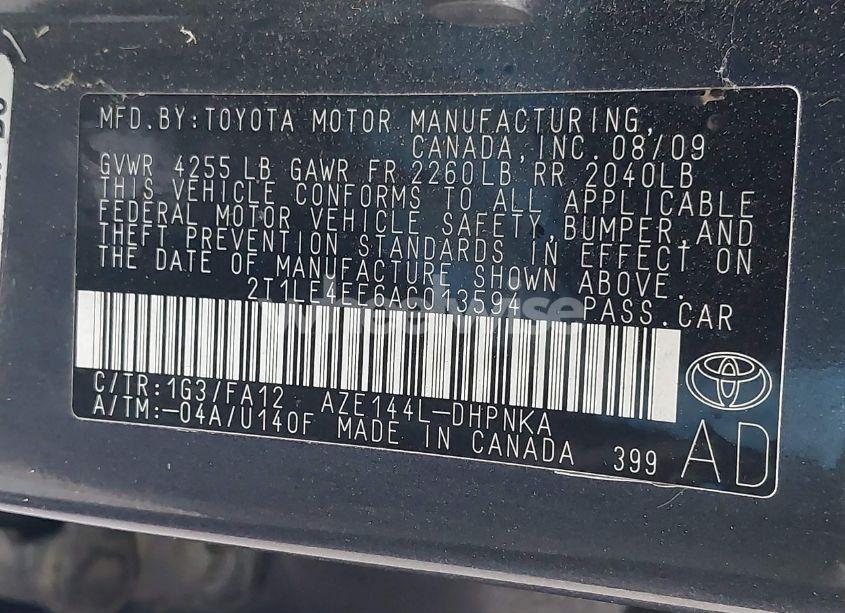 MFD.BY:TOYOTA MOTOR MANUFACTURING,
CANADA, INC. 08/09
GVWR 4255 LB GAWR FR 2260LB RR 2040LB
THIS VEHICLE CONFORMS TO ALL APPLICABLE
FEDERAL MOTOR VEHICLE SAFETY,BUMPER,AND
THEFT PREVENTION STANDARDS IN EFFECT ON
THE DATE OF MANUFACTURE SHOWN ABOVE.
2T1LE4EE6AC013594 PASS.CAR
wheelwise
C/TR:1G3/FA12 AZE144L-DHPNKA
A/TM:-04A/U140F MADE IN CANADA 399 AD